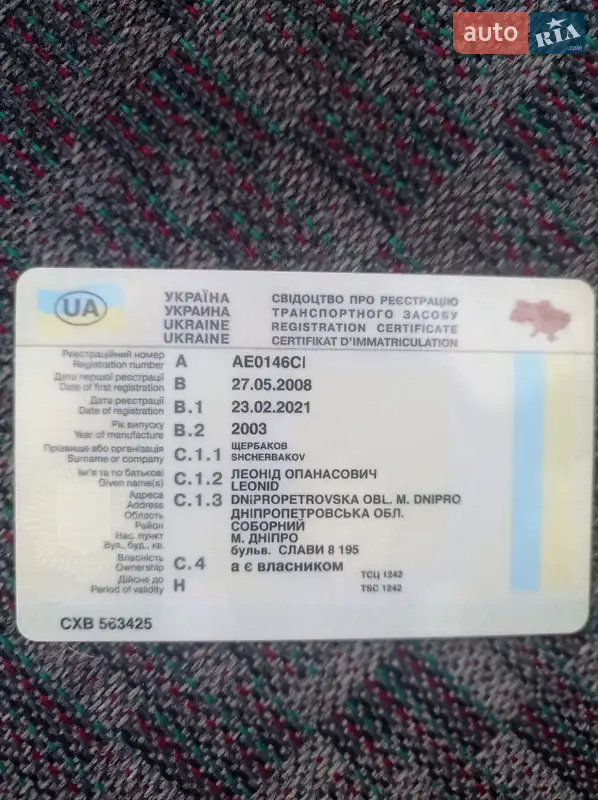 auto RIA .com
UA
УКРАЇНА СВІДОЦТВО ПРО РЕЄСТРАЦІЮ
УКРАИНА ТРАНСПОРТНОГО ЗАСОБУ
UKRAINE REGISTRATION CERTIFICATE
UKRAINE CERTIFIKAT D'IMMATRICULATION
Реєстраційний номер
Registration number A AE0146CI
Дата першої реєстрації
Date of first registration B 27.05.2008
Дата реєстрації
Date of registration B.1 23.02.2021
Рік випуску
Year of manufacture B.2 2003
Прізвище або організація ЩЕРБАКОВ
Surname or company C.1.1 SHCHERBAKOV
Ім'я та по батькові C.1.2 ЛЕОНІД ОПАНАСОВИЧ
Given name(s) LEONID
Адреса C.1.3 DNIPROPETROVSKA OBL. M. DNIPRO
Address
Область ДНІПРОПЕТРОВСЬКА ОБЛ.
Район СОБОРНИЙ
Нас. пункт М. ДНІПРО
Вул., буд., кв. бульв. СЛАВИ 8 195
Власність
Ownership C.4 а є власником ТСЦ 1242
Дійсне до
Period of validity H TSC 1242
СХВ 563425